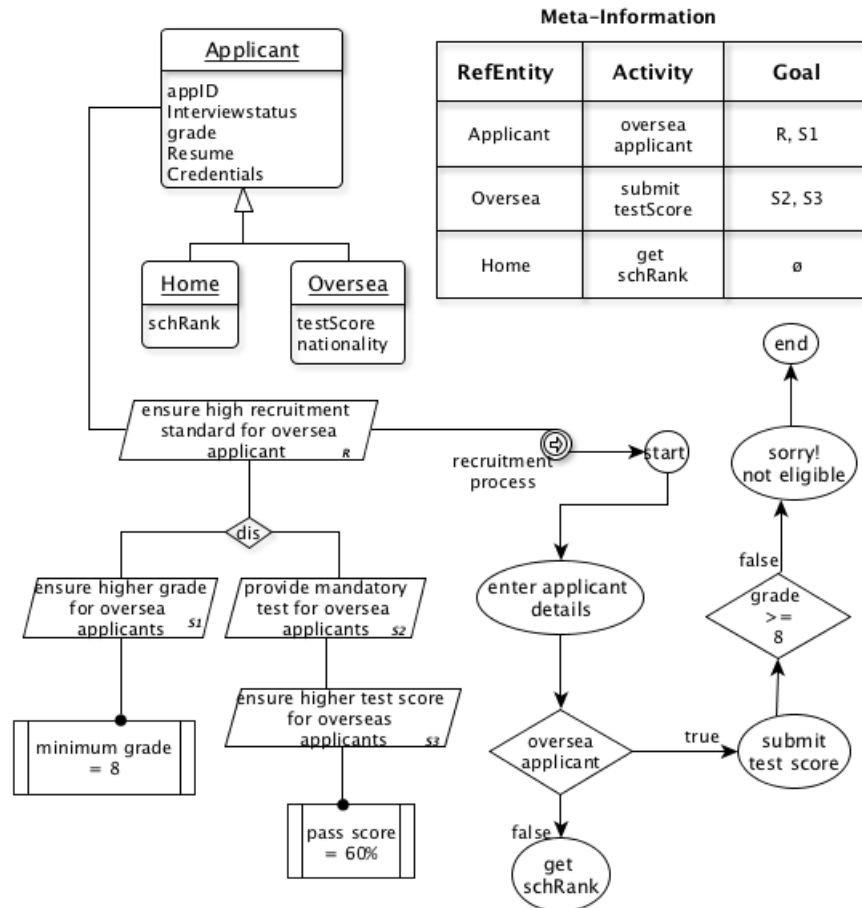 Meta-Information
RefEntity Activity Goal
Applicant
oversea
applicant
R, S1
Oversea
submit
testScore
S2, S3
Home
get
schRank
ø
Applicant
appID
Interviewstatus
grade
Resume
Credentials
Home
schRank
Oversea
testScore
nationality
ensure high recruitment
standard for oversea
applicant
R
dis
ensure higher grade
for oversea
applicants
S1
provide mandatory
test for oversea
applicants
S2
ensure higher test score
for overseas
applicants
S3
minimum grade
= 8
pass score
= 60%
recruitment
process
start
enter applicant
details
oversea
applicant
true
false
get
schRank
submit
test score
grade
>=
8
false
sorry!
not eligible
end